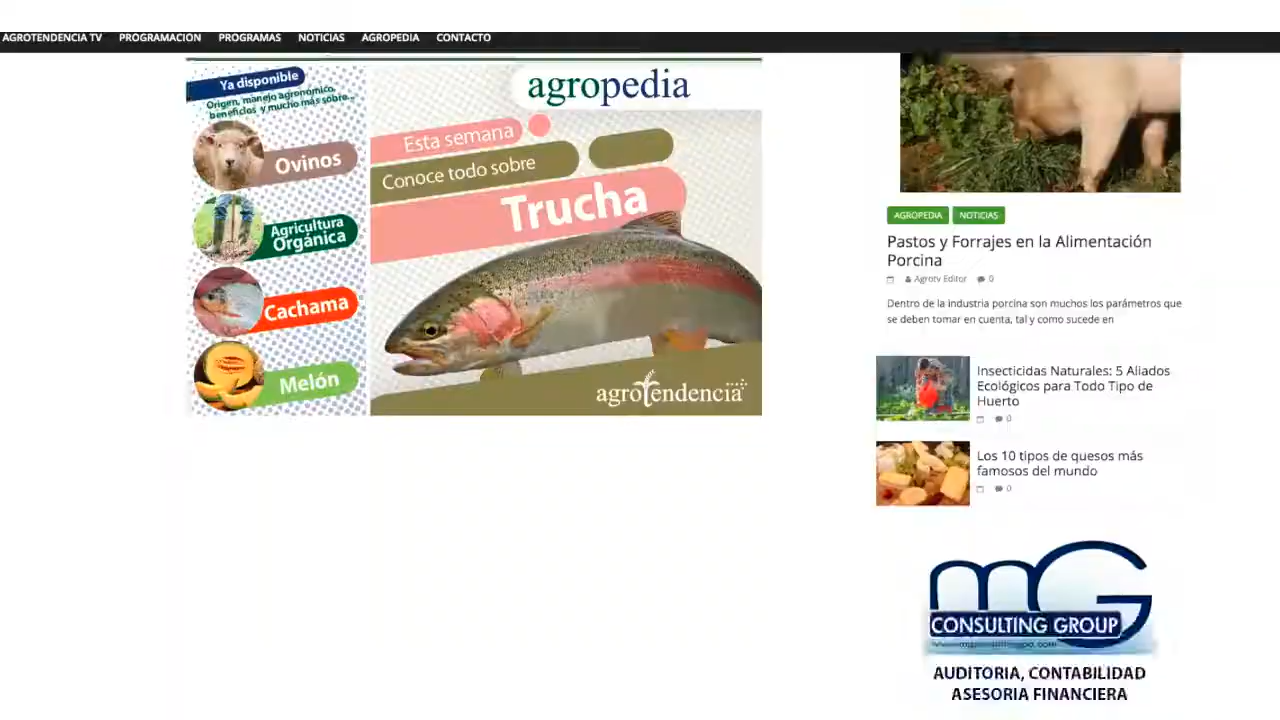 AGROTENDENCIA TV PROGRAMACION PROGRAMAS NOTICIAS AGROPEDIA CONTACTO
Ya disponible
Origen, manejo agronomico,
beneficios y mucho más sobre...
Ovinos
Agricultura
Orgánica
Cachama
Melón
agropedia
Esta semana
Conoce todo sobre
Trucha
agrotendencia
AGROPEDIA NOTICIAS
Pastos y Forrajes en la Alimentación
Porcina
Agrotv Editor 0
Dentro de la industria porcina son muchos los parámetros que
se deben tomar en cuenta, tal y como sucede en
Insecticidas Naturales: 5 Aliados
Ecológicos para Todo Tipo de
Huerto
0
Los 10 tipos de quesos más
famosos del mundo
0
mG
CONSULTING GROUP
AUDITORIA, CONTABILIDAD
ASESORIA FINANCIERA